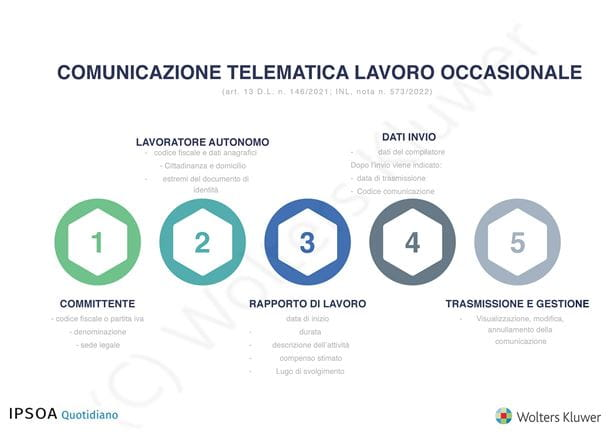 COMUNICAZIONE TELEMATICA LAVORO OCCASIONALE
(art. 13 D.L. n. 146/2021; INL, nota n. 573/2022)
LAVORATORE AUTONOMO
- codice fiscale e dati anagrafici
- Cittadinanza e domicilio
- estremi del documento di
identità
DATI INVIO
- dati del compilatore
Dopo l'invio viene indicato:
- data di trasmissione
- Codice comunicazione
1
2
3
4
5
COMMITTENTE
- codice fiscale o partita iva
- denominazione
- sede legale
RAPPORTO DI LAVORO
data di inizio
- durata
- descrizione dell'attività
- compenso stimato
- Lugo di svolgimento
TRASMISSIONE E GESTIONE
- Visualizzazione, modifica,
annullamento della
comunicazione
(C) Wolters Kluwer
IPSOA Quotidiano
Wolters Kluwer